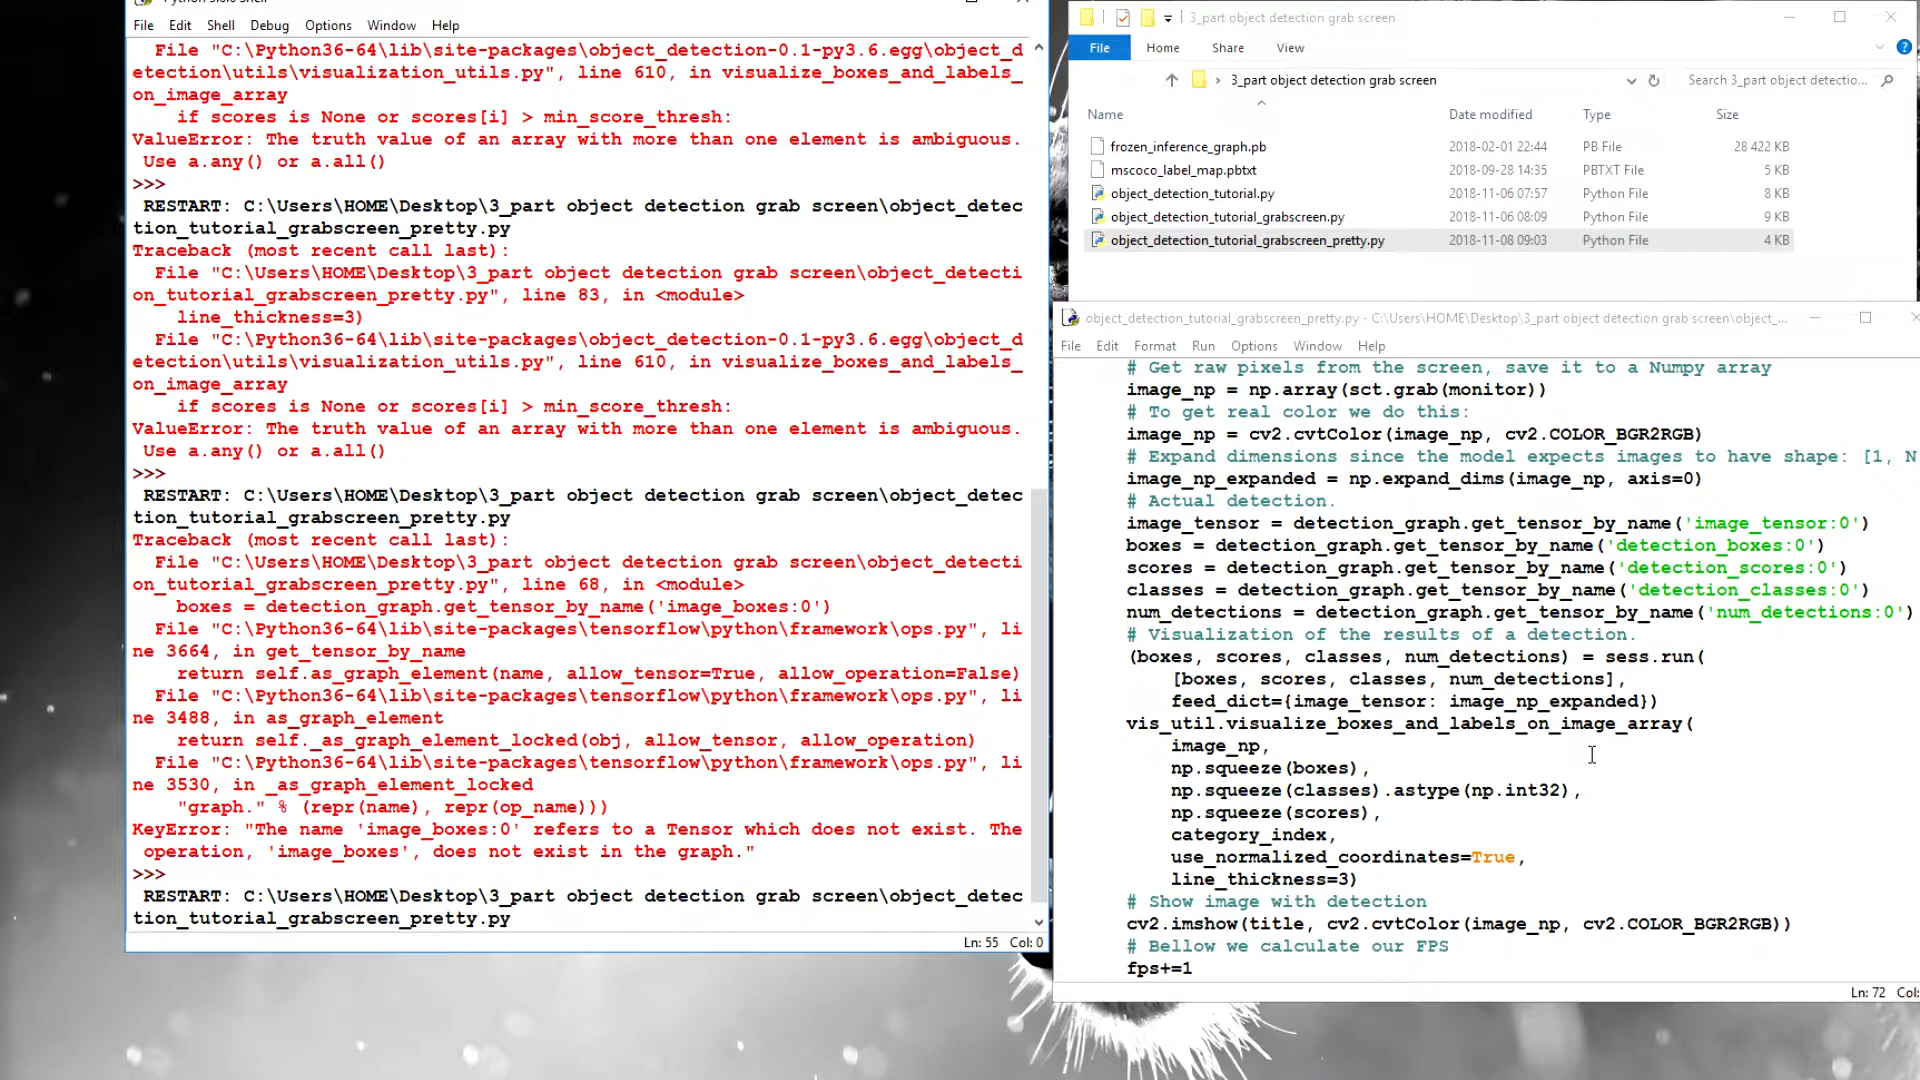 File Edit Shell Debug Options Window Help
File "C:\Python36-64\lib\site-packages\object_detection-0.1-py3.6.egg\object_d
etection\utils\visualization_utils.py", line 610, in visualize_boxes_and_labels_
on_image_array
if scores is None or scores[i] > min_score_thresh:
ValueError: The truth value of an array with more than one element is ambiguous.
Use a.any() or a.all()
>>>
RESTART: C:\Users\HOME\Desktop\3_part object detection grab screen\object_detec
tion_tutorial_grabscreen_pretty.py
Traceback (most recent call last):
File "C:\Users\HOME\Desktop\3_part object detection grab screen\object_detecti
on_tutorial_grabscreen_pretty.py", line 83, in <module>
line_thickness=3)
File "C:\Python36-64\lib\site-packages\object_detection-0.1-py3.6.egg\object_d
etection\utils\visualization_utils.py", line 610, in visualize_boxes_and_labels_
on_image_array
if scores is None or scores[i] > min_score_thresh:
ValueError: The truth value of an array with more than one element is ambiguous.
Use a.any() or a.all()
>>>
RESTART: C:\Users\HOME\Desktop\3_part object detection grab screen\object_detec
tion_tutorial_grabscreen_pretty.py
Traceback (most recent call last):
File "C:\Users\HOME\Desktop\3_part object detection grab screen\object_detecti
on_tutorial_grabscreen_pretty.py", line 68, in <module>
boxes = detection_graph.get_tensor_by_name('image_boxes:0')
File "C:\Python36-64\lib\site-packages\tensorflow\python\framework\ops.py", li
ne 3664, in get_tensor_by_name
return self.as_graph_element(name, allow_tensor=True, allow_operation=False)
File "C:\Python36-64\lib\site-packages\tensorflow\python\framework\ops.py", li
ne 3488, in as_graph_element
return self._as_graph_element_locked(obj, allow_tensor, allow_operation)
File "C:\Python36-64\lib\site-packages\tensorflow\python\framework\ops.py", li
ne 3530, in _as_graph_element_locked
"graph." % (repr(name), repr(op_name)))
KeyError: "The name 'image_boxes:0' refers to a Tensor which does not exist. The
operation, 'image_boxes', does not exist in the graph."
>>>
RESTART: C:\Users\HOME\Desktop\3_part object detection grab screen\object_detec
tion_tutorial_grabscreen_pretty.py
Ln: 55 Col: 0
3_part object detection grab screen
File Home Share View
3_part object detection grab screen
Search 3_part object detectio...
Name Date modified Type Size
frozen_inference_graph.pb 2018-02-01 22:44 PB File 28 422 KB
mscoco_label_map.pbtxt 2018-09-28 14:35 PBTXT File 5 KB
object_detection_tutorial.py 2018-11-06 07:57 Python File 8 KB
object_detection_tutorial_grabscreen.py 2018-11-06 08:09 Python File 9 KB
object_detection_tutorial_grabscreen_pretty.py 2018-11-08 09:03 Python File 4 KB
object_detection_tutorial_grabscreen_pretty.py - C:\Users\HOME\Desktop\3_part object detection grab screen\object_...
File Edit Format Run Options Window Help
# Get raw pixels from the screen, save it to a Numpy array
image_np = np.array(sct.grab(monitor))
# To get real color we do this:
image_np = cv2.cvtColor(image_np, cv2.COLOR_BGR2RGB)
# Expand dimensions since the model expects images to have shape: [1, N
image_np_expanded = np.expand_dims(image_np, axis=0)
# Actual detection.
image_tensor = detection_graph.get_tensor_by_name('image_tensor:0')
boxes = detection_graph.get_tensor_by_name('detection_boxes:0')
scores = detection_graph.get_tensor_by_name('detection_scores:0')
classes = detection_graph.get_tensor_by_name('detection_classes:0')
num_detections = detection_graph.get_tensor_by_name('num_detections:0')
# Visualization of the results of a detection.
(boxes, scores, classes, num_detections) = sess.run(
[boxes, scores, classes, num_detections],
feed_dict={image_tensor: image_np_expanded})
vis_util.visualize_boxes_and_labels_on_image_array(
image_np,
np.squeeze(boxes),
np.squeeze(classes).astype(np.int32),
np.squeeze(scores),
category_index,
use_normalized_coordinates=True,
line_thickness=3)
# Show image with detection
cv2.imshow(title, cv2.cvtColor(image_np, cv2.COLOR_BGR2RGB))
# Bellow we calculate our FPS
fps+=1
Ln: 72 Col: